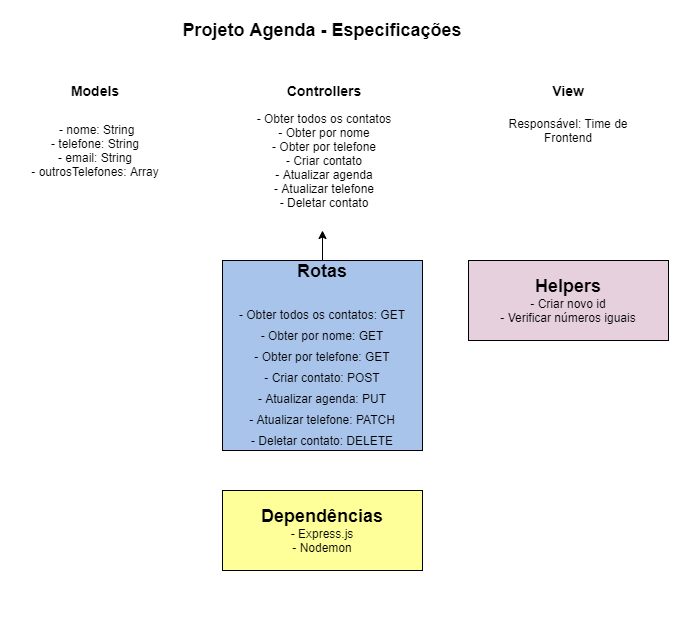 Projeto Agenda - Especificações
Models
- nome: String
- telefone: String
- email: String
- outrosTelefones: Array
Controllers
- Obter todos os contatos
- Obter por nome
- Obter por telefone
- Criar contato
- Atualizar agenda
- Atualizar telefone
- Deletar contato
View
Responsável: Time de
Frontend
Rotas
- Obter todos os contatos: GET
- Obter por nome: GET
- Obter por telefone: GET
- Criar contato: POST
- Atualizar agenda: PUT
- Atualizar telefone: PATCH
- Deletar contato: DELETE
Helpers
- Criar novo id
- Verificar números iguais
Dependências
- Express.js
- Nodemon